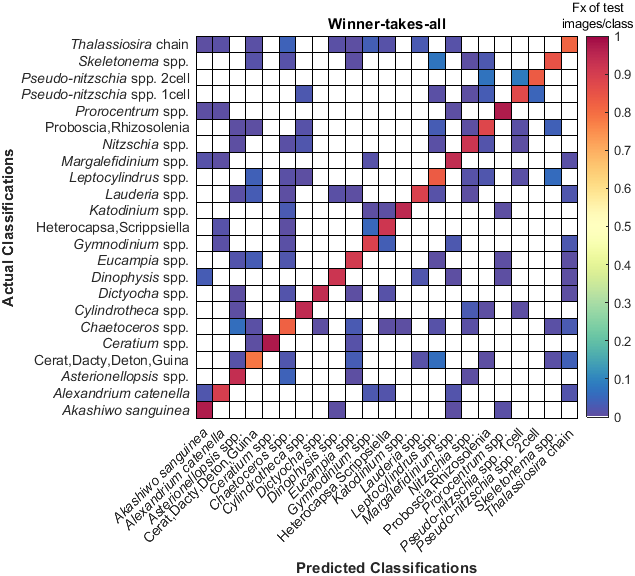 Winner-takes-all
Fx of test
images/class
Thalassiosira chain
Skeletonema spp.
Pseudo-nitzschia spp. 2cell
Pseudo-nitzschia spp. 1cell
Prorocentrum spp.
Proboscia,Rhizosolenia
Nitzschia spp.
Margalefidinium spp.
Leptocylindrus spp.
Lauderia spp.
Katodinium spp.
Heterocapsa,Scrippsiella
Gymnodinium spp.
Eucampia spp.
Dinophysis spp.
Dictyocha spp.
Cylindrotheca spp.
Chaetoceros spp.
Ceratium spp.
Cerat,Dacty,Deton,Guina
Asterionellopsis spp.
Alexandrium catenella
Akashiwo sanguinea
Actual Classifications
1
0.9
0.8
0.7
0.6
0.5
0.4
0.3
0.2
0.1
0
Akashiwo sanguinea
Alexandrium catenella
Asterionellopsis spp.
Cerat,Dacty,Deton,Guina
Ceratium spp.
Chaetoceros spp.
Cylindrotheca spp.
Dictyocha spp.
Dinophysis spp.
Eucampia spp.
Gymnodinium spp.
Heterocapsa,Scrippsiella
Katodinium spp.
Lauderia spp.
Leptocylindrus spp.
Margalefidinium spp.
Nitzschia spp.
Proboscia,Rhizosolenia
Prorocentrum spp.
Pseudo-nitzschia spp. 1cell
Pseudo-nitzschia spp. 2cell
Skeletonema spp.
Thalassiosira chain
Predicted Classifications